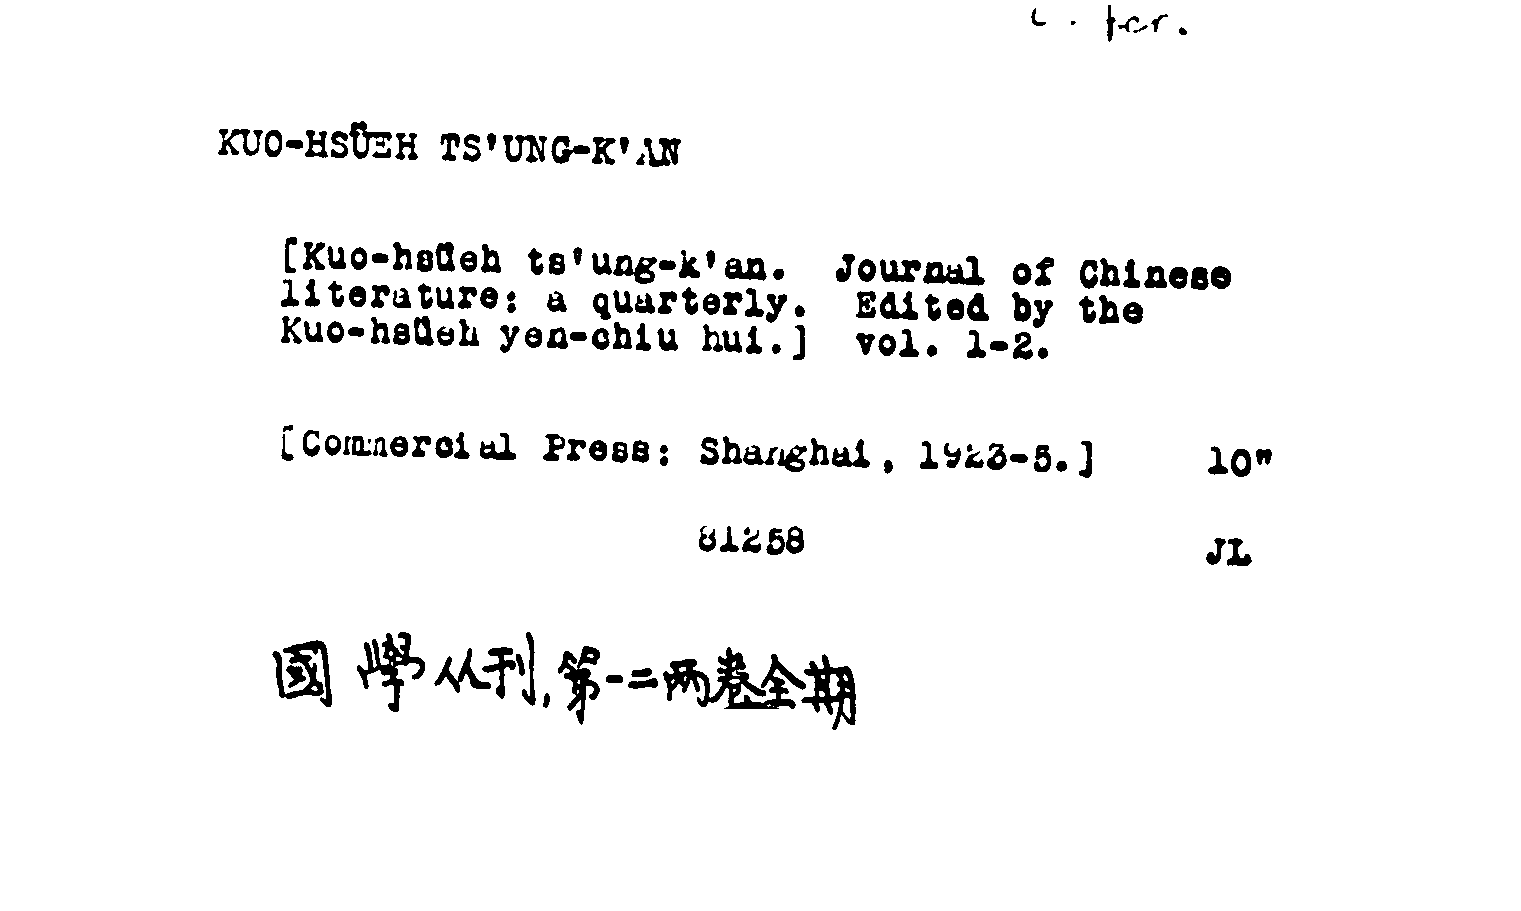 per.
KUO-HSÜEH TS'UNG-K'AN
[Kuo-hsüeh ts'ung-k'an. Journal of Chinese
literature: a quarterly. Edited by the
Kuo-hsüeh yen-chiu hui.] vol. 1-2.
[Commercial Press: Shanghai, 1923-5.] 10"
81258 JL
國學从刊,第一二两卷全期